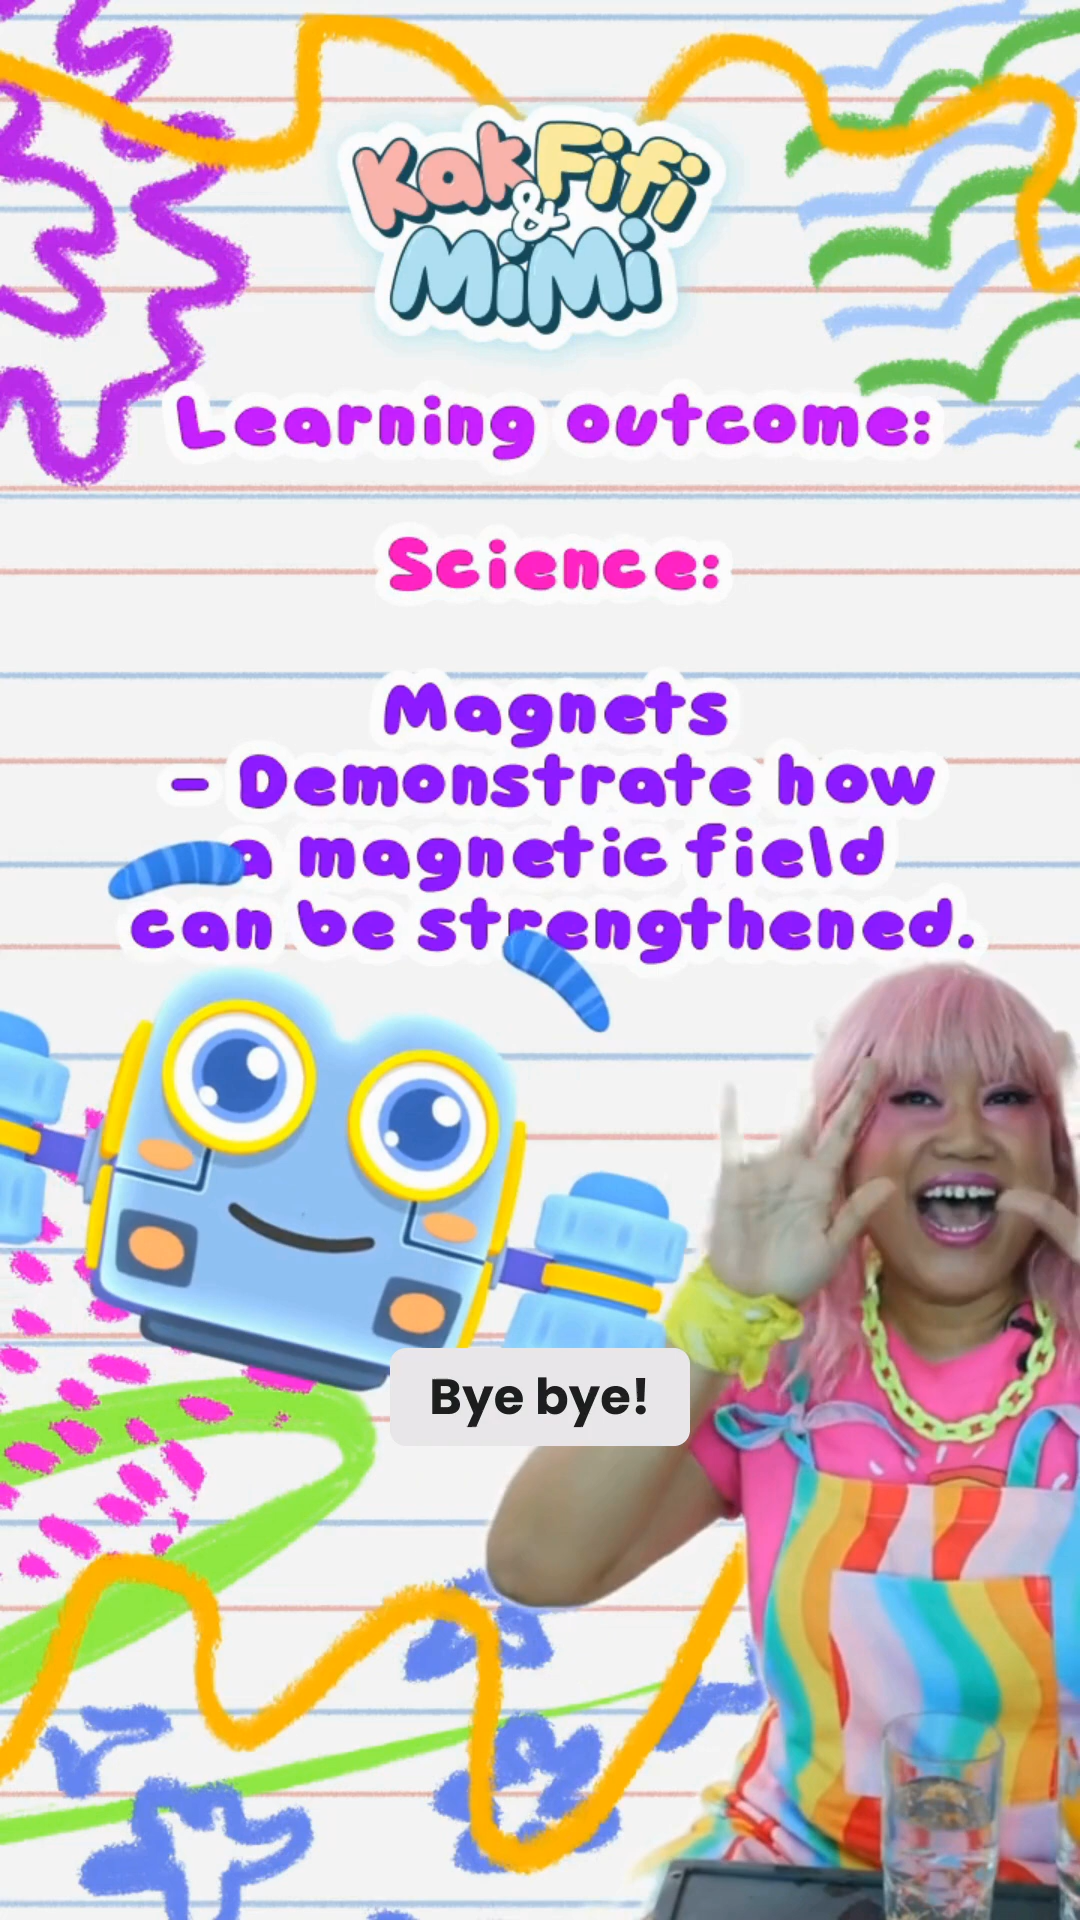 Kak Fifi
&
MiMi
Learning outcome:
Science:
Magnets
- Demonstrate how
a magnetic field
can be strengthened.
Bye bye!